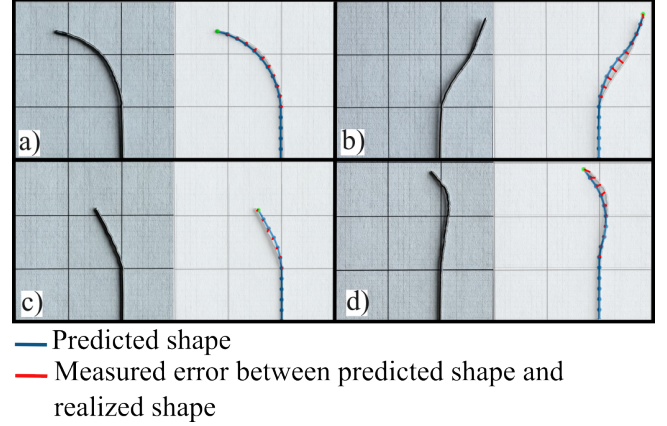 a)
b)
c)
d)
Predicted shape
Measured error between predicted shape and
realized shape